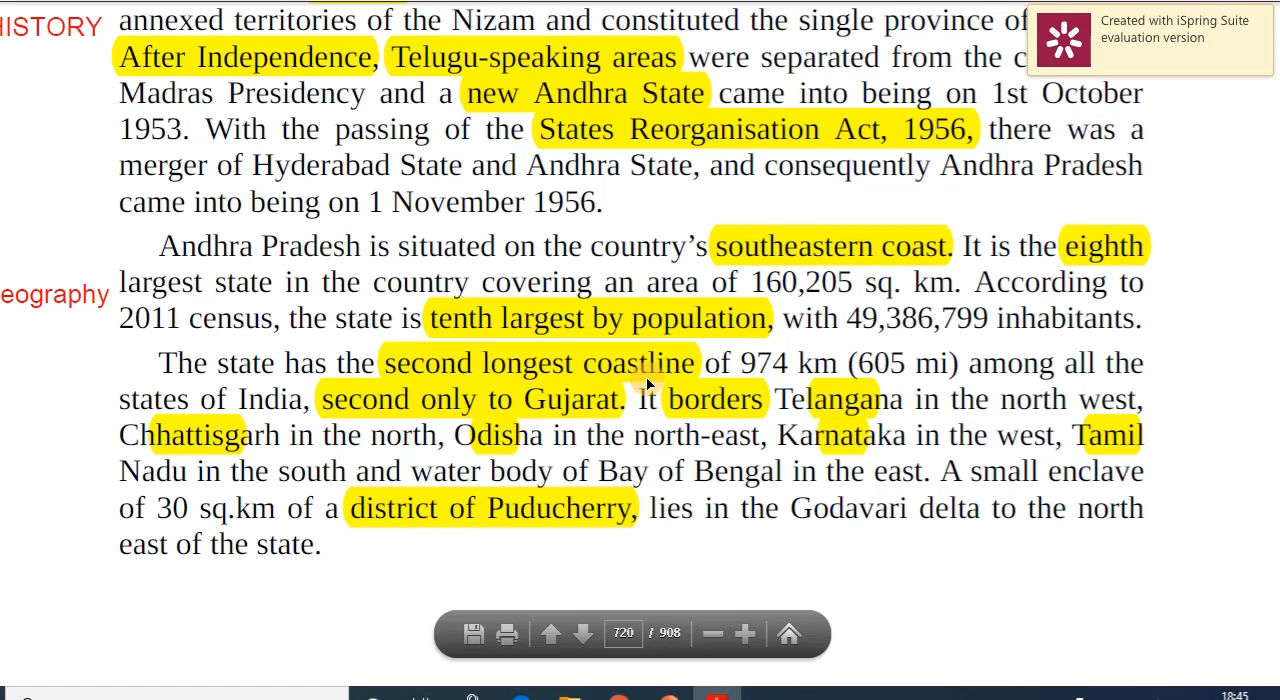 HISTORY
annexed territories of the Nizam and constituted the single province of
After Independence, Telugu-speaking areas were separated from the c
Madras Presidency and a new Andhra State came into being on 1st October
1953. With the passing of the States Reorganisation Act, 1956, there was a
merger of Hyderabad State and Andhra State, and consequently Andhra Pradesh
came into being on 1 November 1956.
Andhra Pradesh is situated on the country's southeastern coast. It is the eighth
eography
largest state in the country covering an area of 160,205 sq. km. According to
2011 census, the state is tenth largest by population, with 49,386,799 inhabitants.
The state has the second longest coastline of 974 km (605 mi) among all the
states of India, second only to Gujarat. It borders Telangana in the north west,
Chhattisgarh in the north, Odisha in the north-east, Karnataka in the west, Tamil
Nadu in the south and water body of Bay of Bengal in the east. A small enclave
of 30 sq.km of a district of Puducherry, lies in the Godavari delta to the north
east of the state.
Created with iSpring Suite
evaluation version
720 / 908
18:45